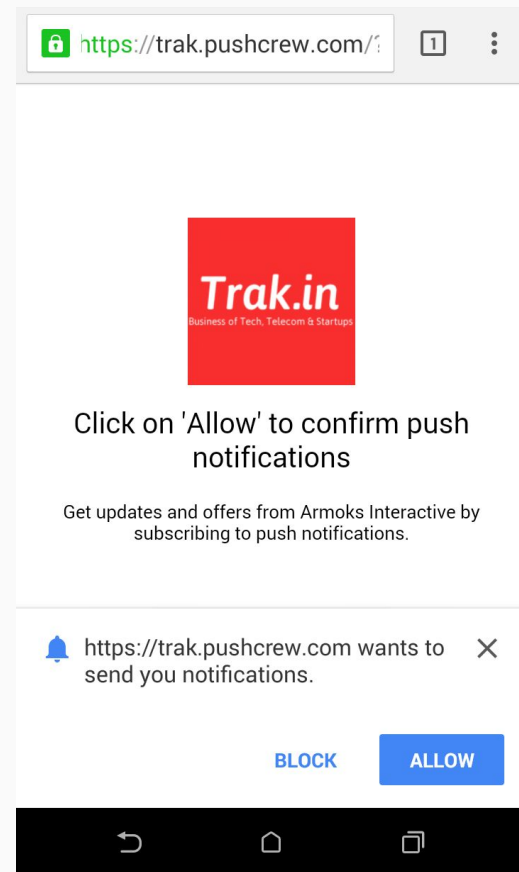 https://trak.pushcrew.com/?
1
Trak.in
Business of Tech, Telecom & Startups
Click on 'Allow' to confirm push
notifications
Get updates and offers from Armoks Interactive by
subscribing to push notifications.
https://trak.pushcrew.com wants to
send you notifications.
BLOCK
ALLOW